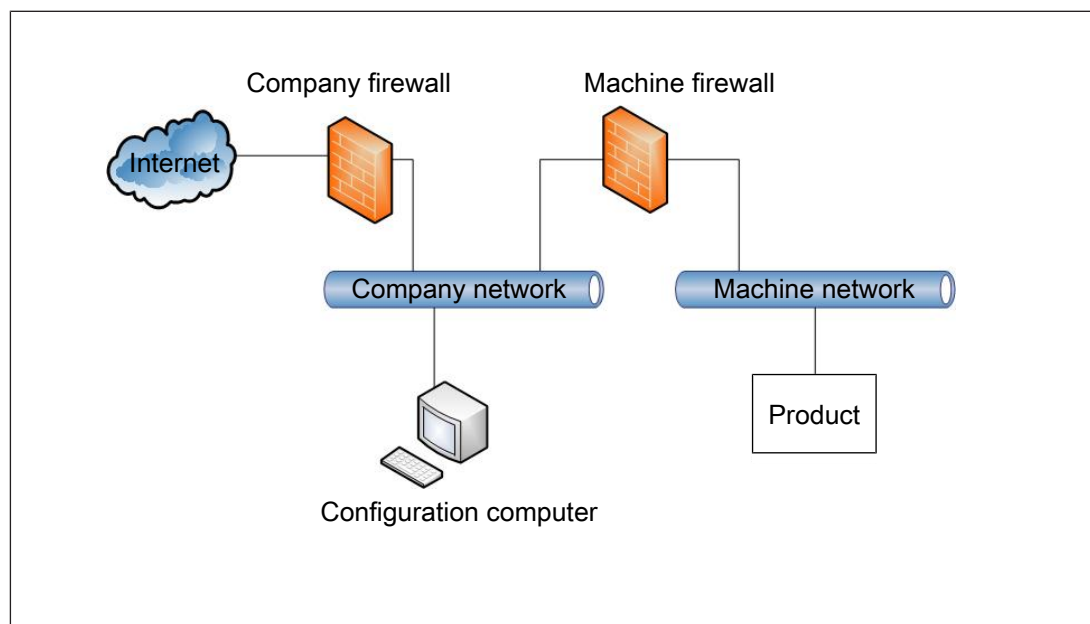 Company firewall
Machine firewall
Internet
Company network
Machine network
Product
Configuration computer